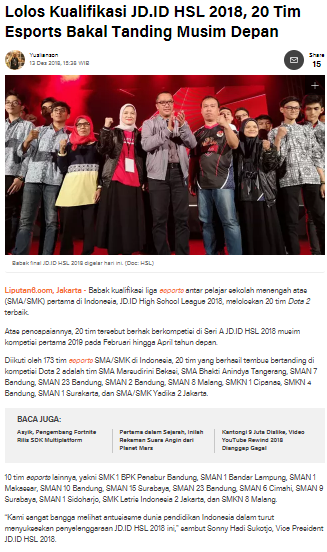 Lolos Kualifikasi JD.ID HSL 2018, 20 Tim
Esports Bakal Tanding Musim Depan
Yuslianson
13 Des 2018, 15:38 WIB
Share
15
Babak final JD.ID HSL 2018 digelar hari ini. (Doc: HSL)
Liputan6.com, Jakarta - Babak kualifikasi liga esports antar pelajar sekolah menengah atas
(SMA/SMK) pertama di Indonesia, JD.ID High School League 2018, meloloskan 20 tim Dota 2
terbaik.
Atas pencapaiannya, 20 tim tersebut berhak berkompetisi di Seri A JD.ID HSL 2018 musim
kompetisi pertama 2019 pada Februari hingga April tahun depan.
Diikuti oleh 173 tim esports SMA/SMK di Indonesia, 20 tim yang berhasil tembus bertanding di
kompetisi Dota 2 adalah tim SMA Marsudirini Bekasi, SMA Bhakti Anindya Tangerang, SMAN 7
Bandung, SMAN 23 Bandung, SMAN 2 Bandung, SMAN 8 Malang, SMKN 1 Cipanas, SMKN 4
Bandung, SMAN 1 Surakarta, dan SMA/SMK Yadika 2 Jakarta.
BACA JUGA:
Asyik, Pengembang Fortnite
Rilis SDK Multiplatform
Pertama dalam Sejarah, Inilah
Rekaman Suara Angin dari
Planet Mars
Kantongi 9 Juta Dislike, Video
YouTube Rewind 2018
Dianggap Gagal
10 tim esports lainnya, yakni SMK 1 BPK Penabur Bandung, SMAN 1 Bandar Lampung, SMAN 1
Makassar, SMAN 10 Bandung, SMAN 15 Surabaya, SMAN 23 Bandung, SMAN 6 Cimahi, SMAN 9
Surabaya, SMAN 1 Sidoharjo, SMK Letris Indonesia 2 Jakarta, dan SMKN 8 Malang.
"Kami sangat bangga melihat antusiasme dunia pendidikan Indonesia dalam turut
menyukseskan penyelenggaraan JD.ID HSL 2018 ini," sambut Sonny Hadi Sukotjo, Vice President
JD.ID HSL 2018.